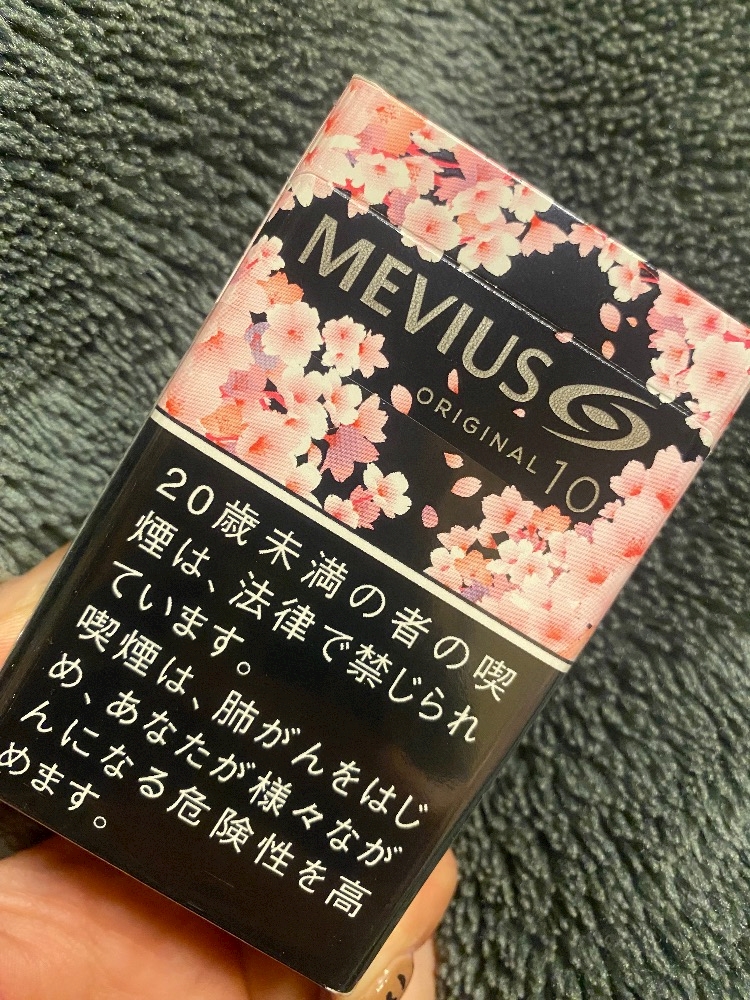 MEVIUS
ORIGINAL 10
20歳未満の者の喫
煙は、法律で禁じられ
ています。
喫煙は、肺がんをはじ
め、あなたが様々なが
んになる危険性を高
めます。